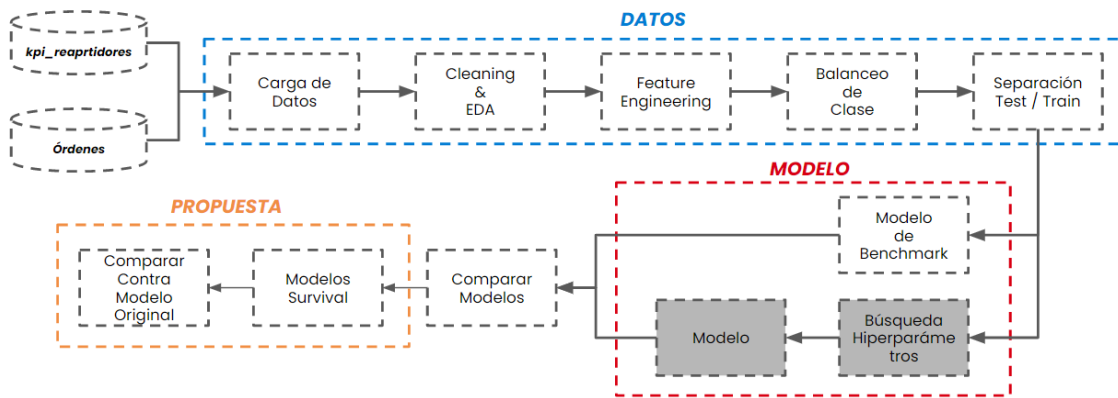 DATOS
kpi_reaprtidores
Órdenes
Carga de
Datos
Cleaning
&
EDA
Feature
Engineering
Balanceo
de
Clase
Separación
Test / Train
MODELO
Modelo
de
Benchmark
Búsqueda
Hiperparáme
tros
Modelo
Comparar
Modelos
PROPUESTA
Modelos
Survival
Comparar
Contra
Modelo
Original